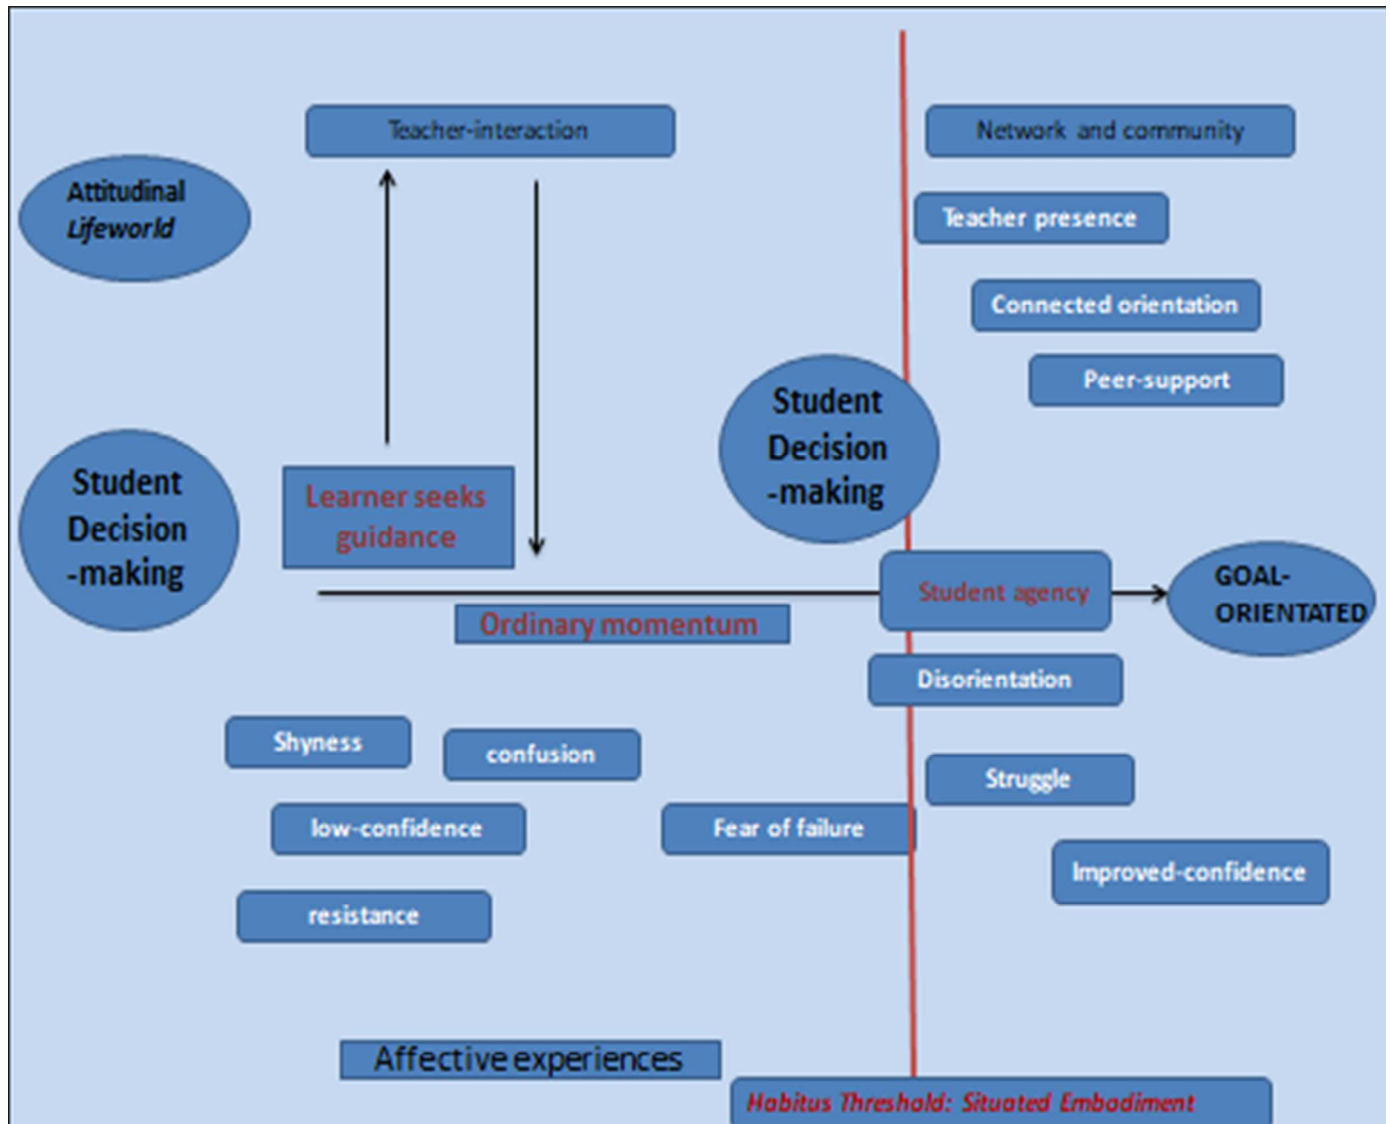 Teacher-interaction
Network and community
Attitudinal
Lifeworld
Teacher presence
Connected orientation
Peer-support
Student
Decision
-making
Student
Decision
-making
Learner seeks
guidance
Student agency
GOAL-
ORIENTATED
Ordinary momentum
Disorientation
Shyness
confusion
Struggle
low-confidence
Fear of failure
Improved-confidence
resistance
Affective experiences
Habitus Threshold: Situated Embodiment